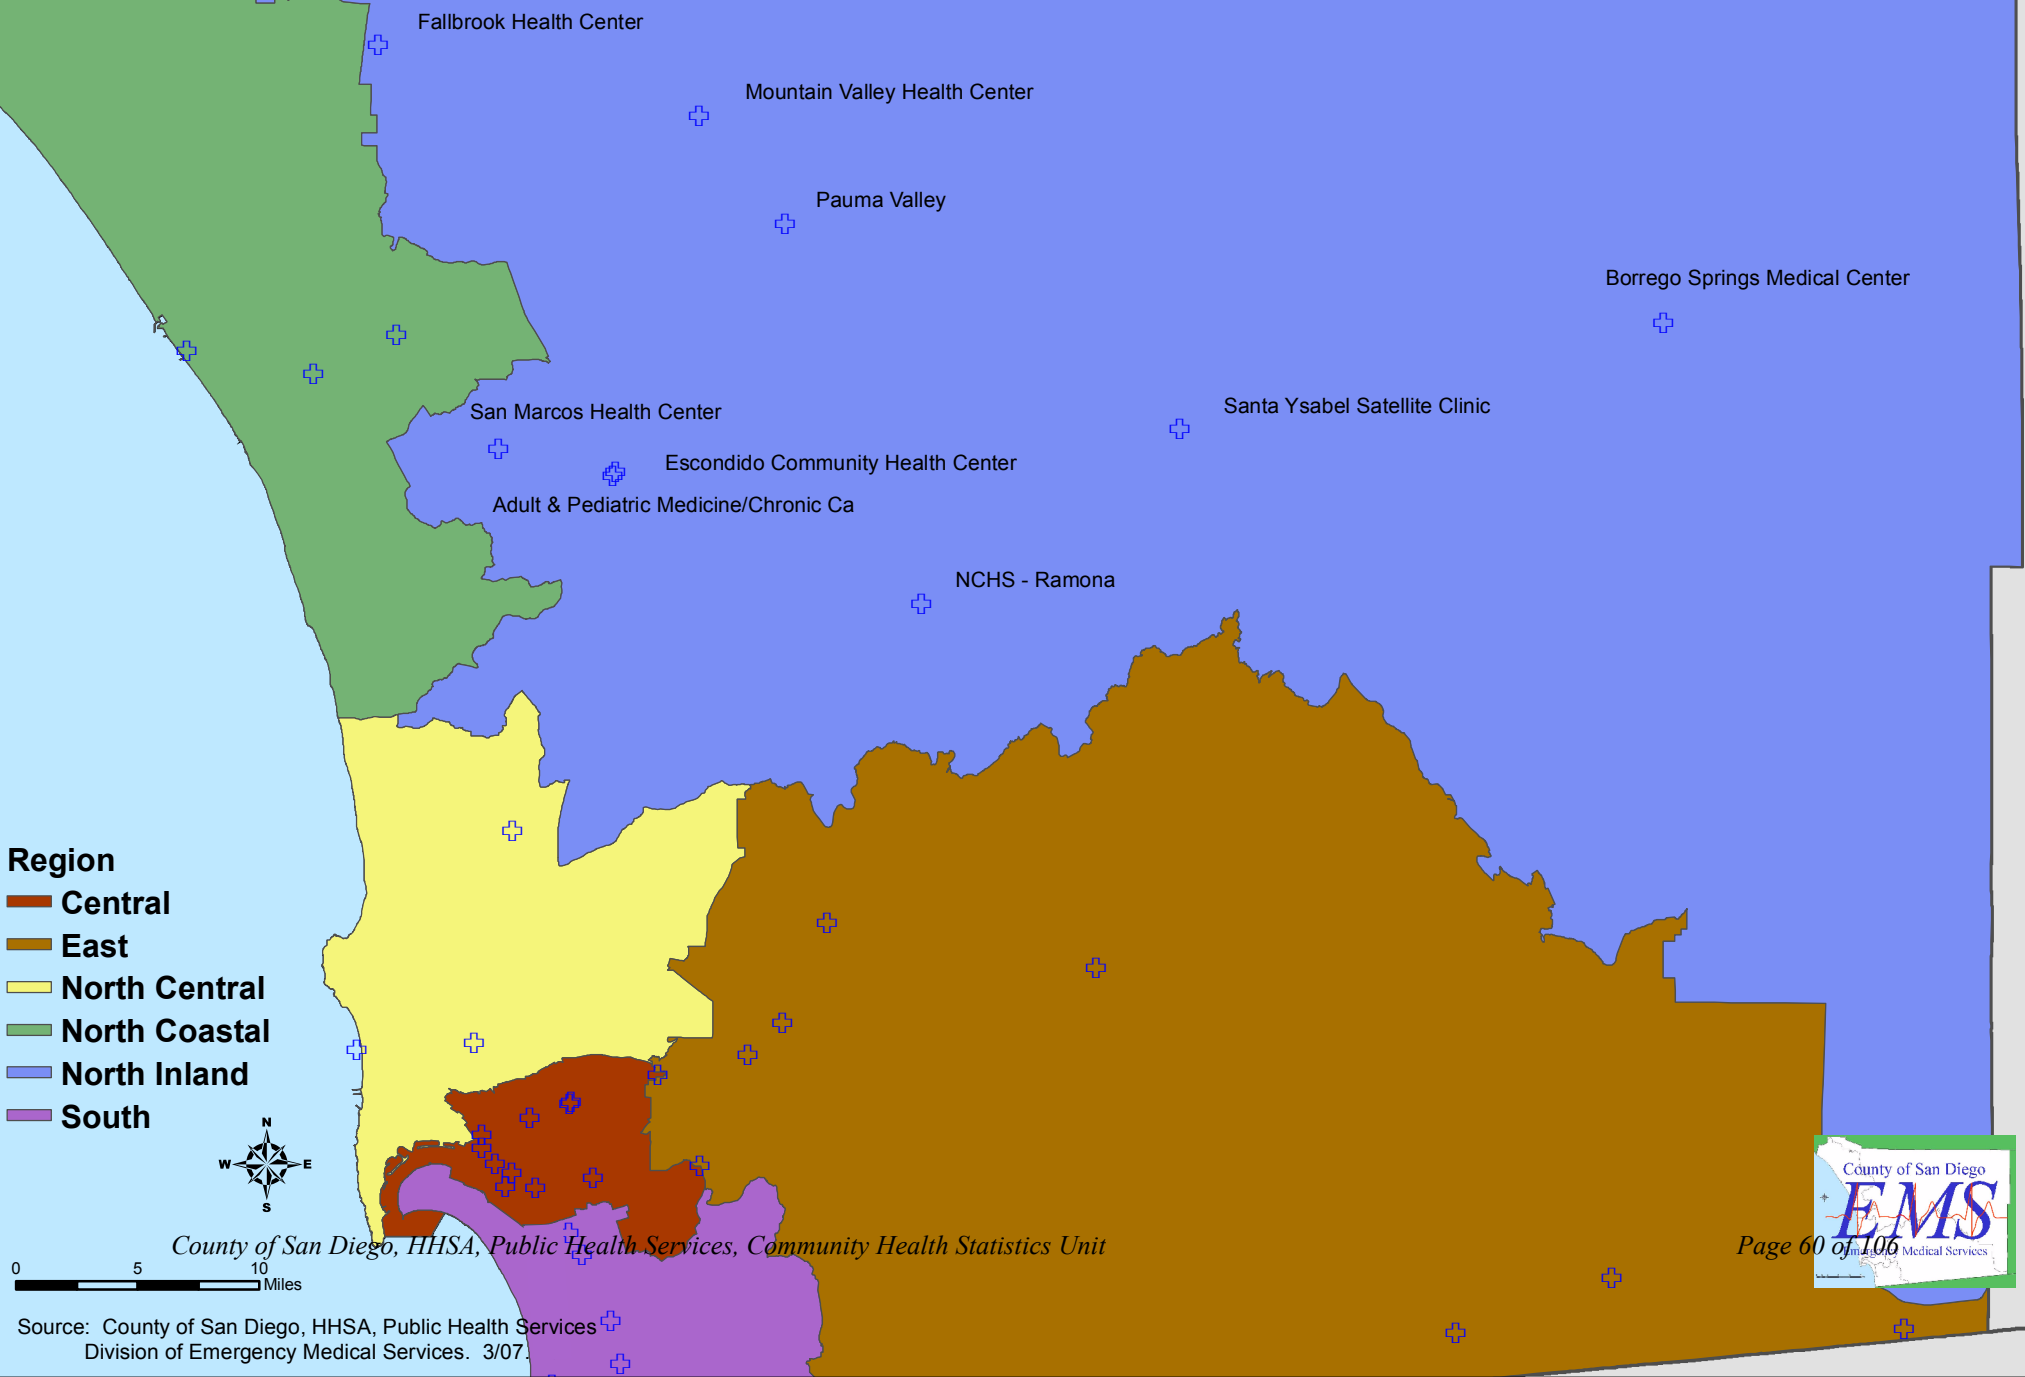 Fallbrook Health Center
Mountain Valley Health Center
Pauma Valley
Borrego Springs Medical Center
San Marcos Health Center
Santa Ysabel Satellite Clinic
Escondido Community Health Center
Adult & Pediatric Medicine/Chronic Ca
NCHS - Ramona
Region
Central
East
North Central
North Coastal
North Inland
South
N
W E
S
County of San Diego
EMS
Emergency Medical Services
County of San Diego, HHSA, Public Health Services, Community Health Statistics Unit
Page 60 of 106
0 5 10
Miles
Source: County of San Diego, HHSA, Public Health Services
Division of Emergency Medical Services. 3/07.